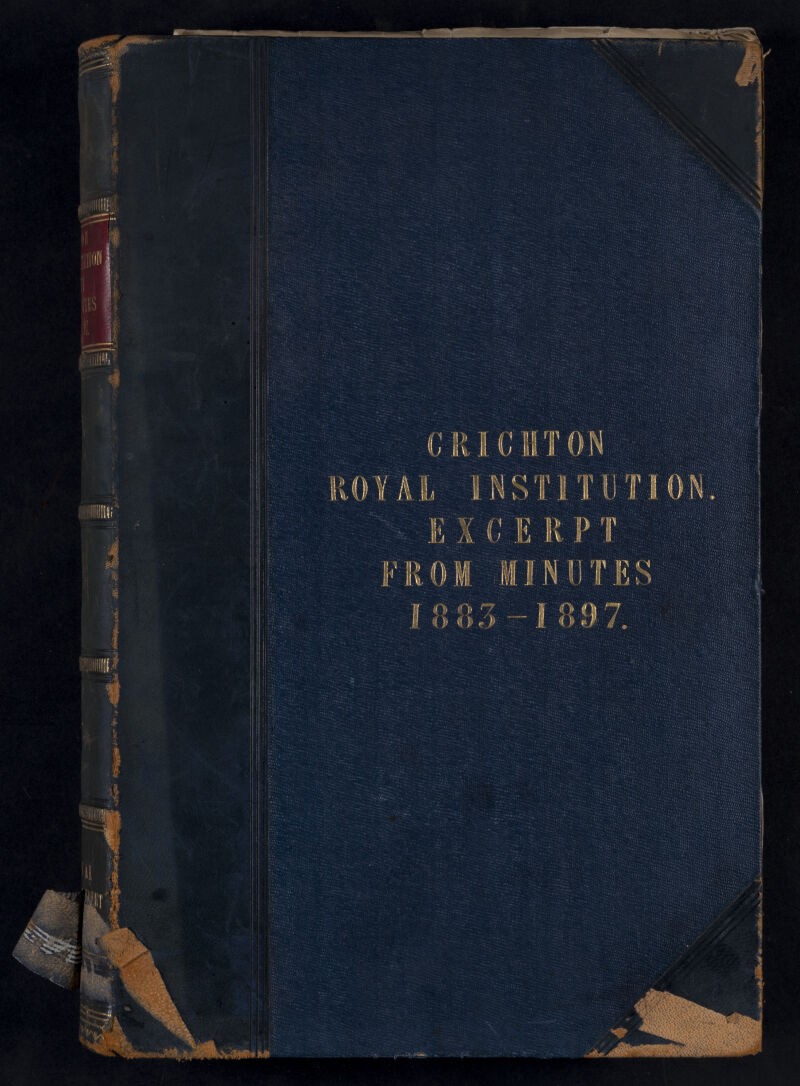 CRICHTON
ROYAL INSTITUTION.
EXCERPT
FROM MINUTES
1883-1897.